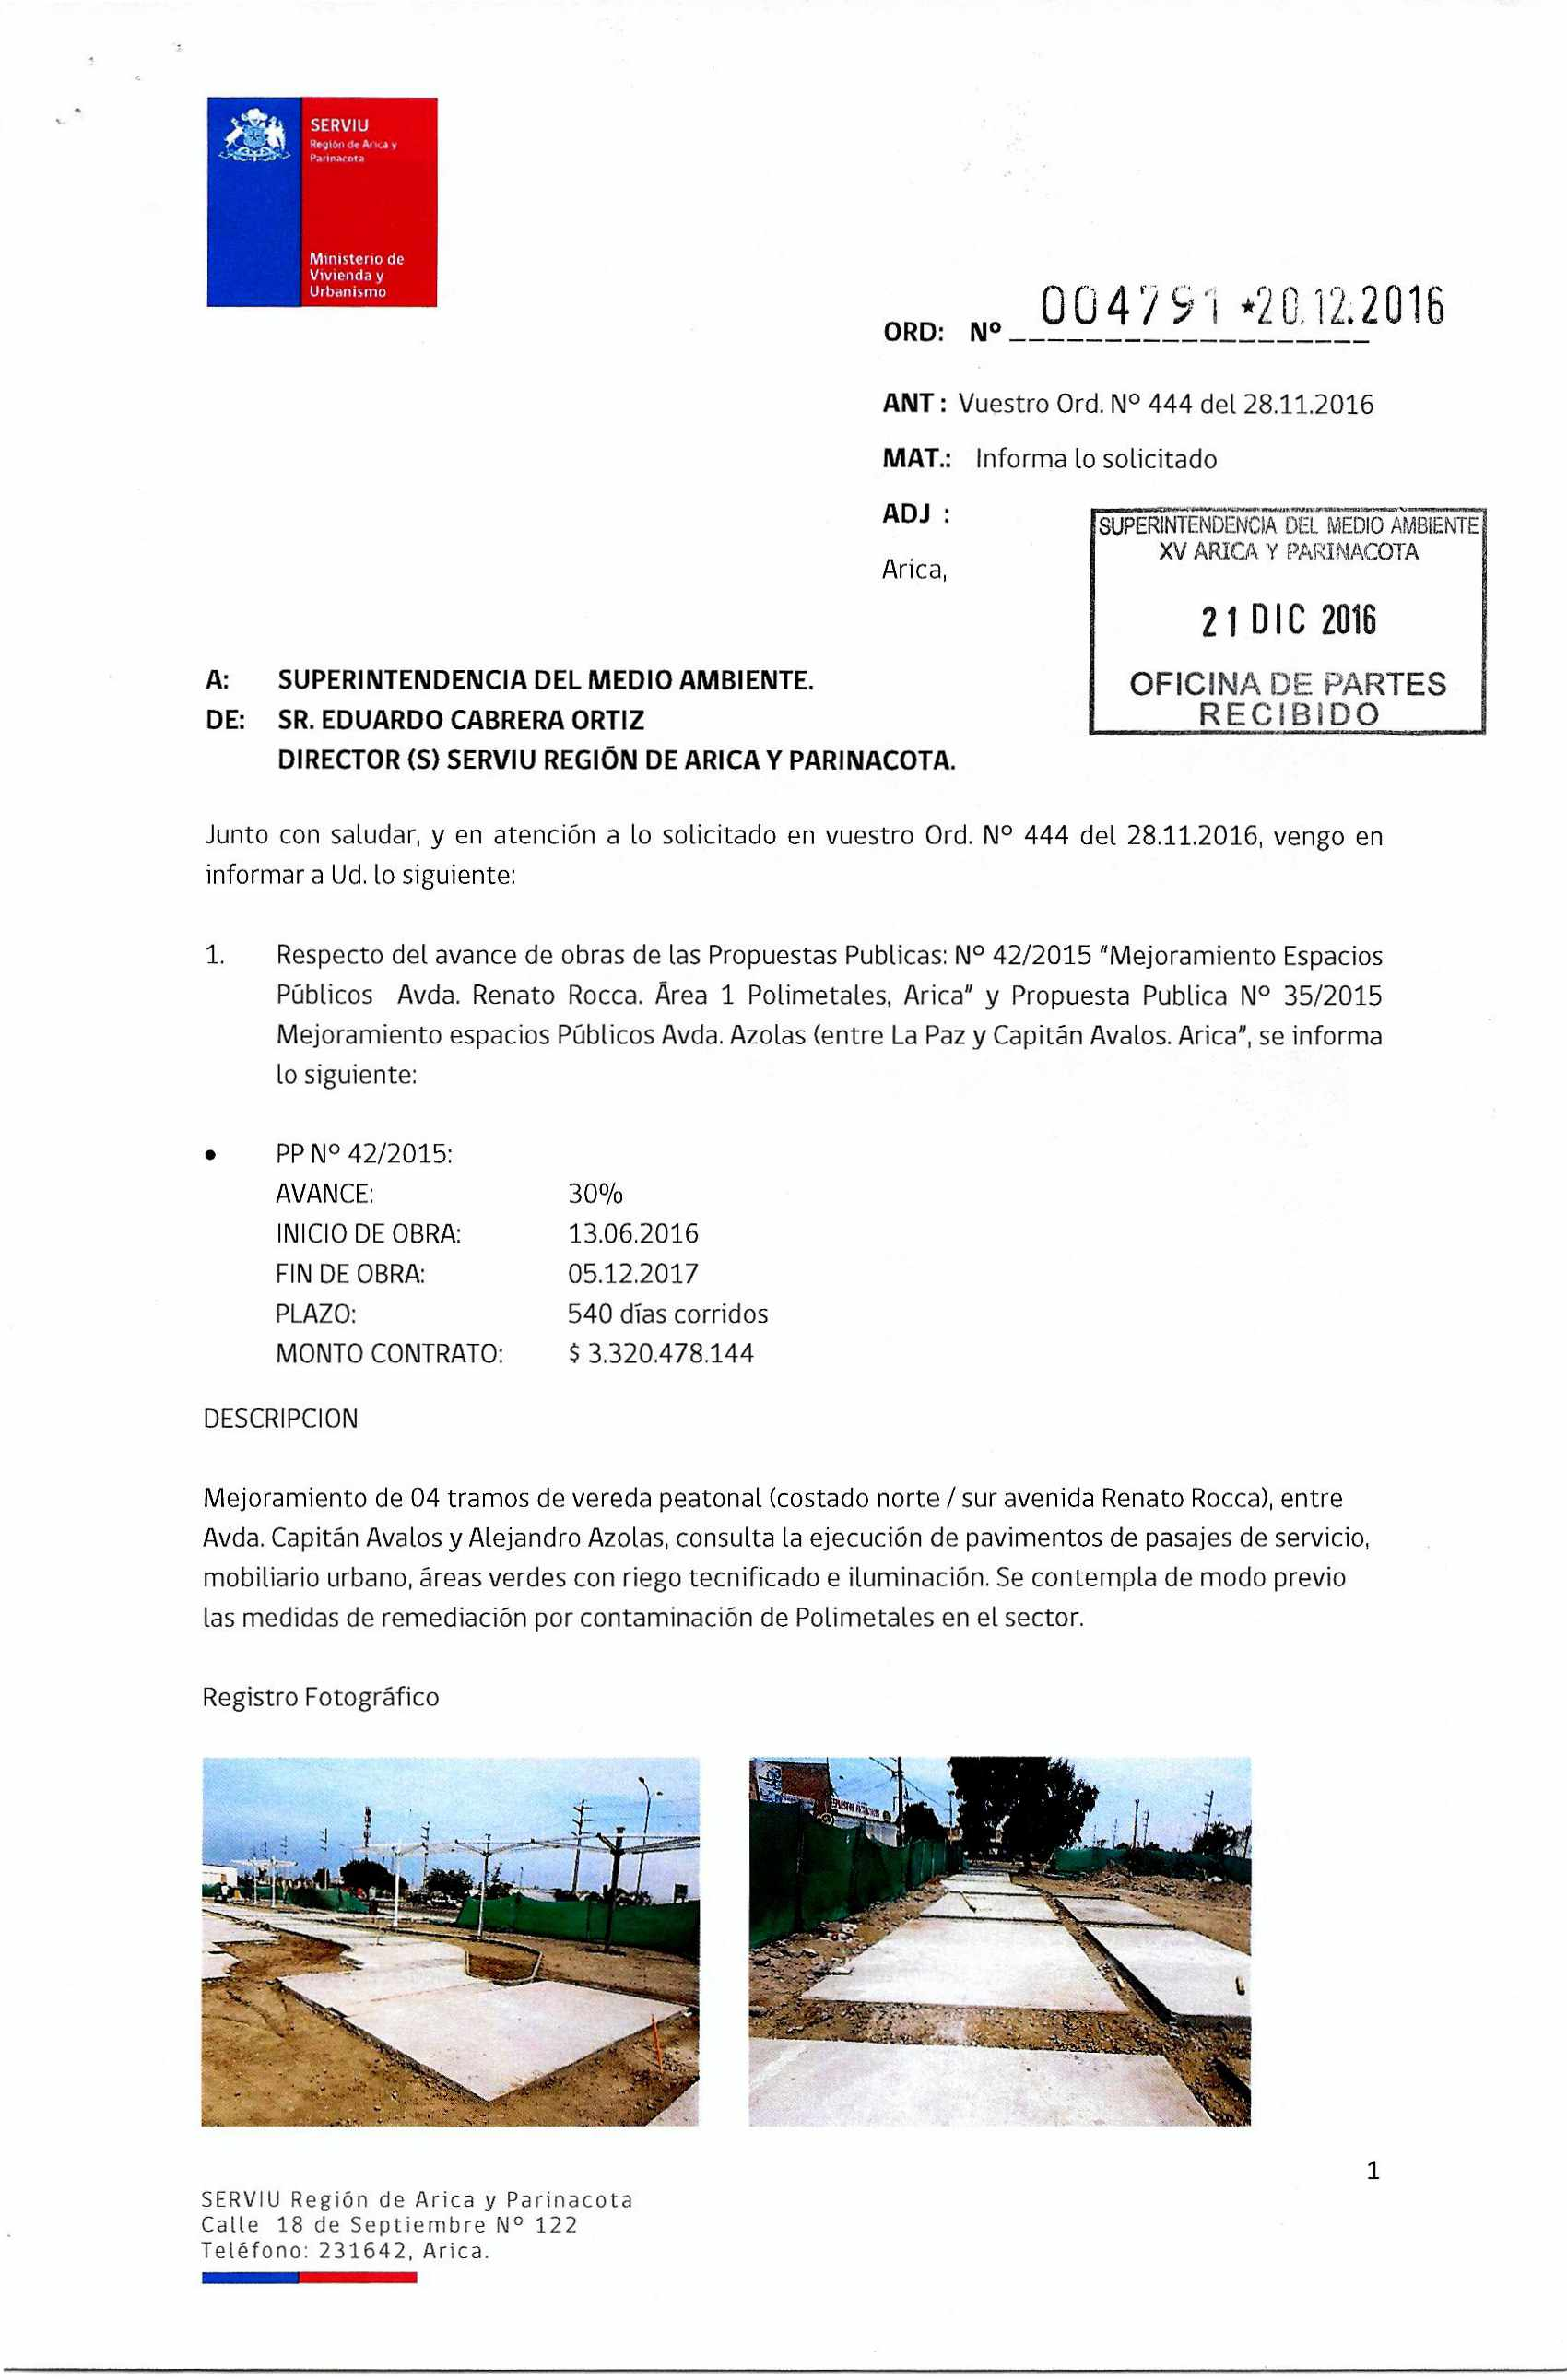 SERVIU
Región de Arica y
Parinacota
Ministerio de
Vivienda y
Urbanismo
ORD: Nº 004791 *20.12.2016
ANT : Vuestro Ord. Nº 444 del 28.11.2016
MAT.: Informa lo solicitado
ADJ :
Arica,
SUPERINTENDENCIA DEL MEDIO AMBIENTE
XV ARICA Y PARINACOTA
21 DIC 2016
OFICINA DE PARTES
RECIBIDO
A: SUPERINTENDENCIA DEL MEDIO AMBIENTE.
DE: SR. EDUARDO CABRERA ORTIZ
DIRECTOR (S) SERVIU REGIÓN DE ARICA Y PARINACOTA.
Junto con saludar, y en atención a lo solicitado en vuestro Ord. Nº 444 del 28.11.2016, vengo en
informar a Ud. lo siguiente:
1. Respecto del avance de obras de las Propuestas Publicas: Nº 42/2015 "Mejoramiento Espacios
Públicos Avda. Renato Rocca. Área 1 Polimetales, Arica" y Propuesta Publica Nº 35/2015
Mejoramiento espacios Públicos Avda. Azolas (entre La Paz y Capitán Avalos. Arica", se informa
lo siguiente:
• PP Nº 42/2015:
AVANCE: 30%
INICIO DE OBRA: 13.06.2016
FIN DE OBRA: 05.12.2017
PLAZO: 540 días corridos
MONTO CONTRATO: $ 3.320.478.144
DESCRIPCION
Mejoramiento de 04 tramos de vereda peatonal (costado norte / sur avenida Renato Rocca), entre
Avda. Capitán Avalos y Alejandro Azolas, consulta la ejecución de pavimentos de pasajes de servicio,
mobiliario urbano, áreas verdes con riego tecnificado e iluminación. Se contempla de modo previo
las medidas de remediación por contaminación de Polimetales en el sector.
Registro Fotográfico
1
SERVIU Región de Arica y Parinacota
Calle 18 de Septiembre Nº 122
Teléfono: 231642, Arica.